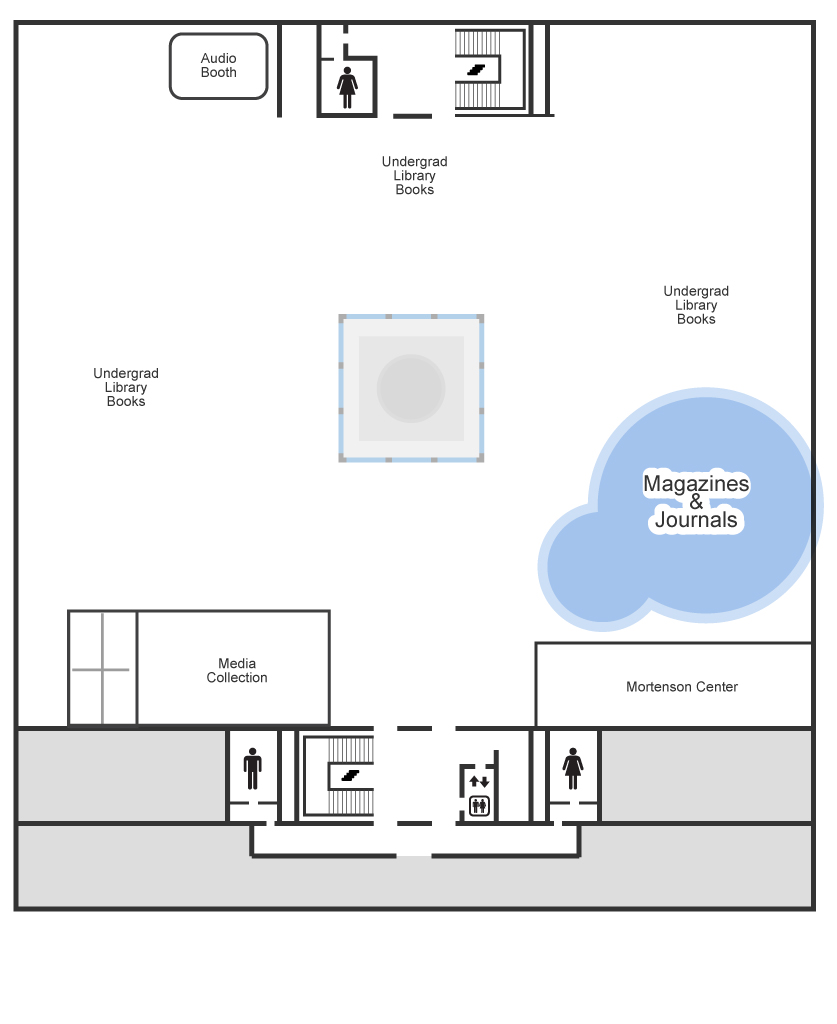 Audio
Booth
Undergrad
Library
Books
Undergrad
Library
Books
Undergrad
Library
Books
Magazines
&
Journals
Media
Collection
Mortenson Center